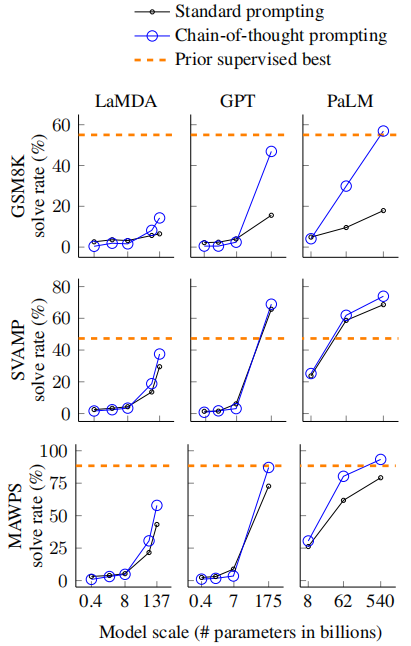 Standard prompting
Chain-of-thought prompting
Prior supervised best
LaMDA GPT PaLM
GSM8K
solve rate (%)
60
40
20
0
SVAMP
solve rate (%)
80
60
40
20
0
MAWPS
solve rate (%)
100
75
50
25
0
0.4 8 137 0.4 7 175 8 62 540
Model scale (# parameters in billions)